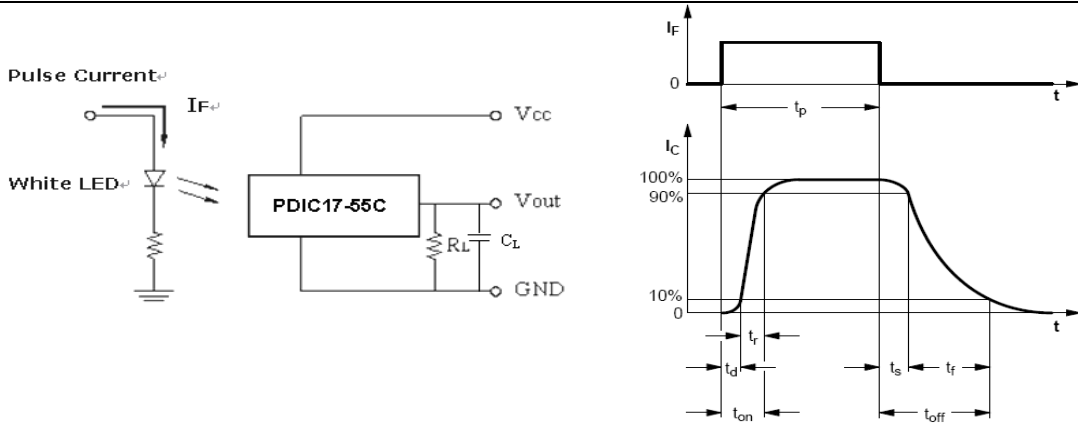 Pulse Current↵
IF↵
White LED↵
PDIC17-55C
Vcc
Vout
RL
CL
GND
IF
0
t
tp
IC
100%
90%
10%
0
t
tr
td
ts
tf
ton
toff